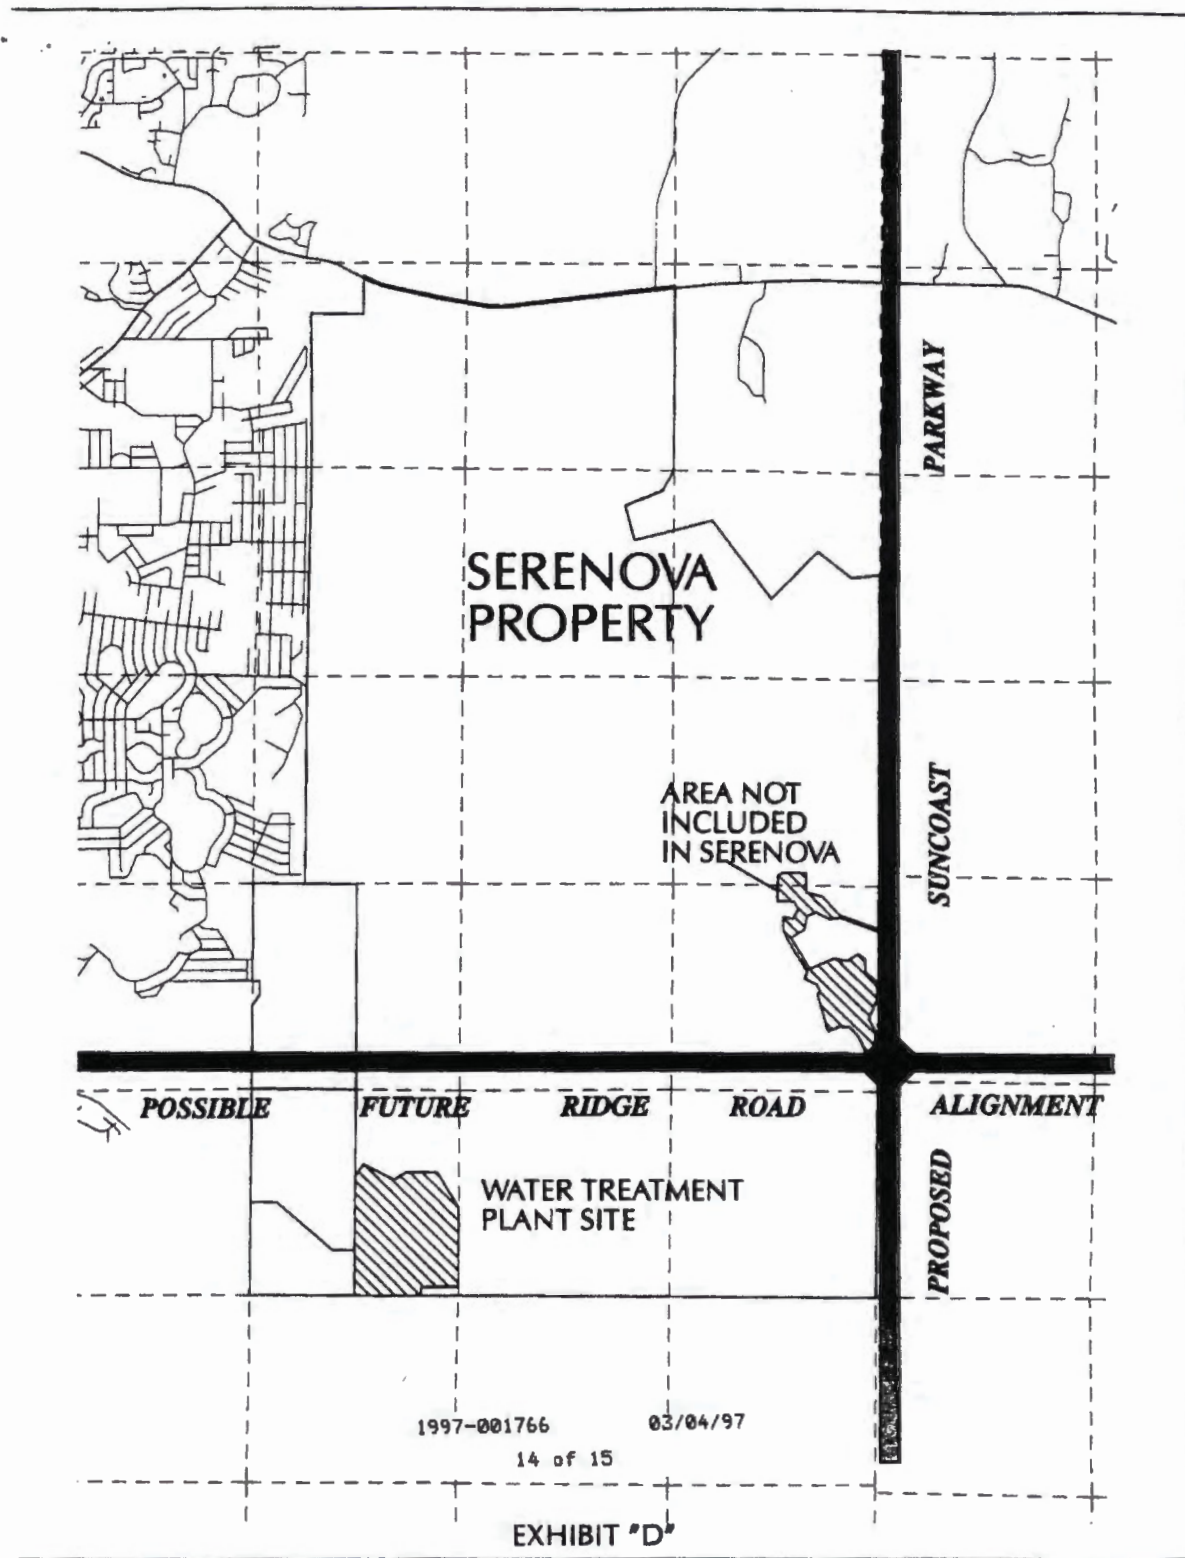 PARKWAY
SERENOVA
PROPERTY
AREA NOT
INCLUDED
IN SERENOVA
SUNCOAST
POSSIBLE FUTURE RIDGE ROAD ALIGNMENT
WATER TREATMENT
PLANT SITE
PROPOSED
1997-001766 03/04/97
14 of 15
EXHIBIT "D"